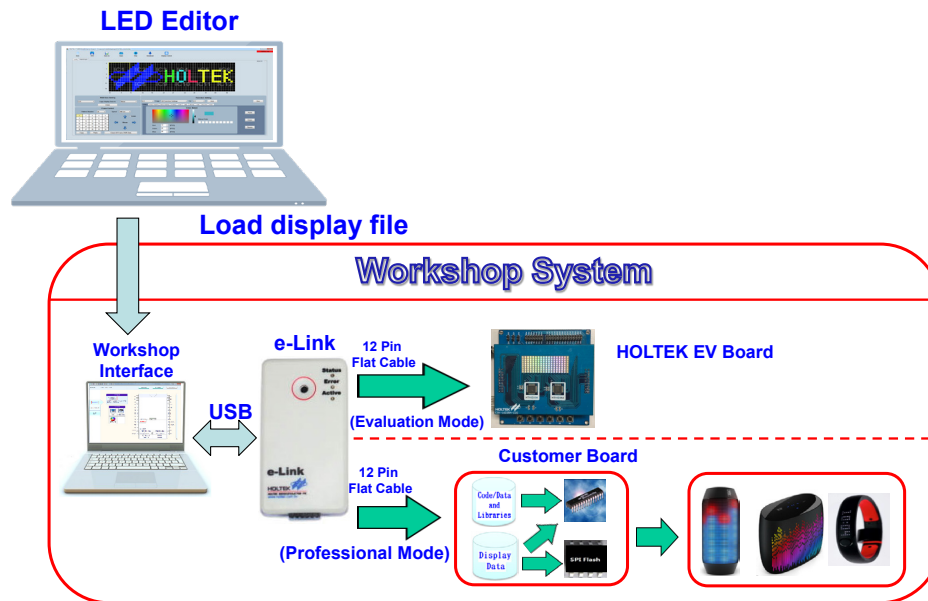 LED Editor
HOLTEK
Load display file
Workshop System
Workshop
Interface
USB
e-Link
Status
Error
Active
e-Link
HOLTEK
12 Pin
Flat Cable
(Evaluation Mode)
HOLTEK EV Board
12 Pin
Flat Cable
(Professional Mode)
Customer Board
Code/Data
and
Libraries
Display
Data
SPI Flash